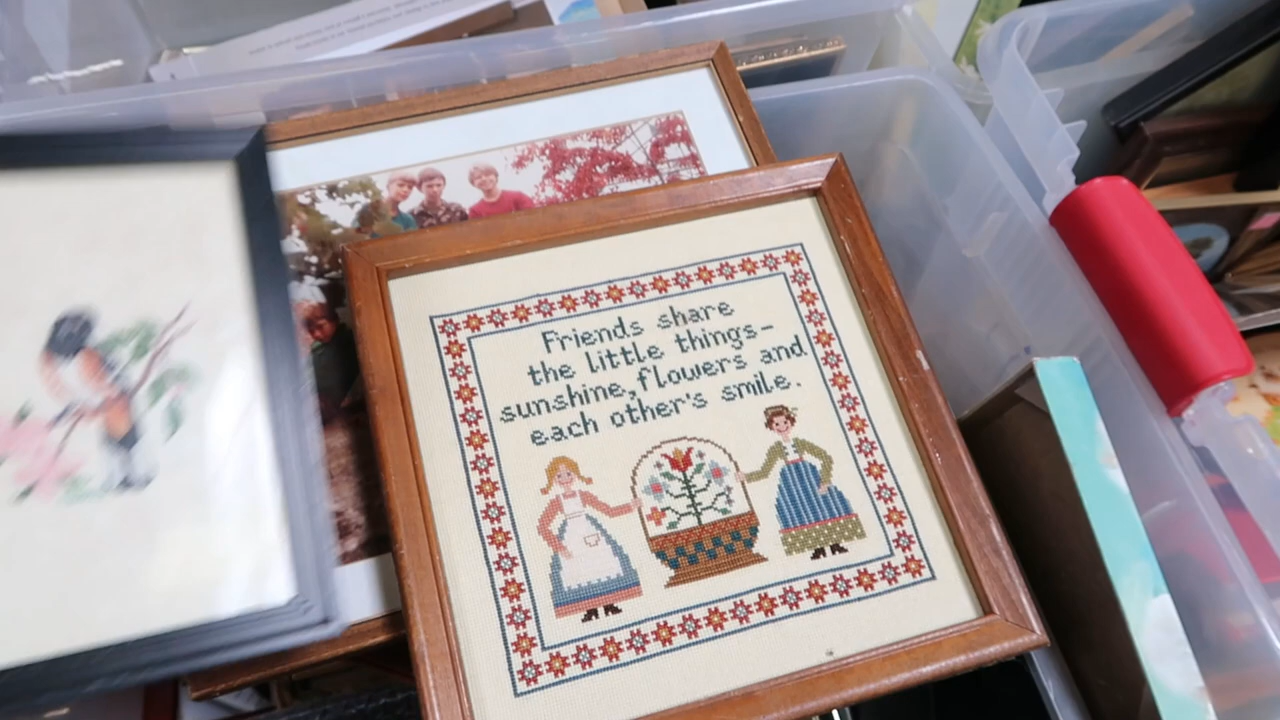 Friends share
the little things-
sunshine, flowers and
each other's smile.